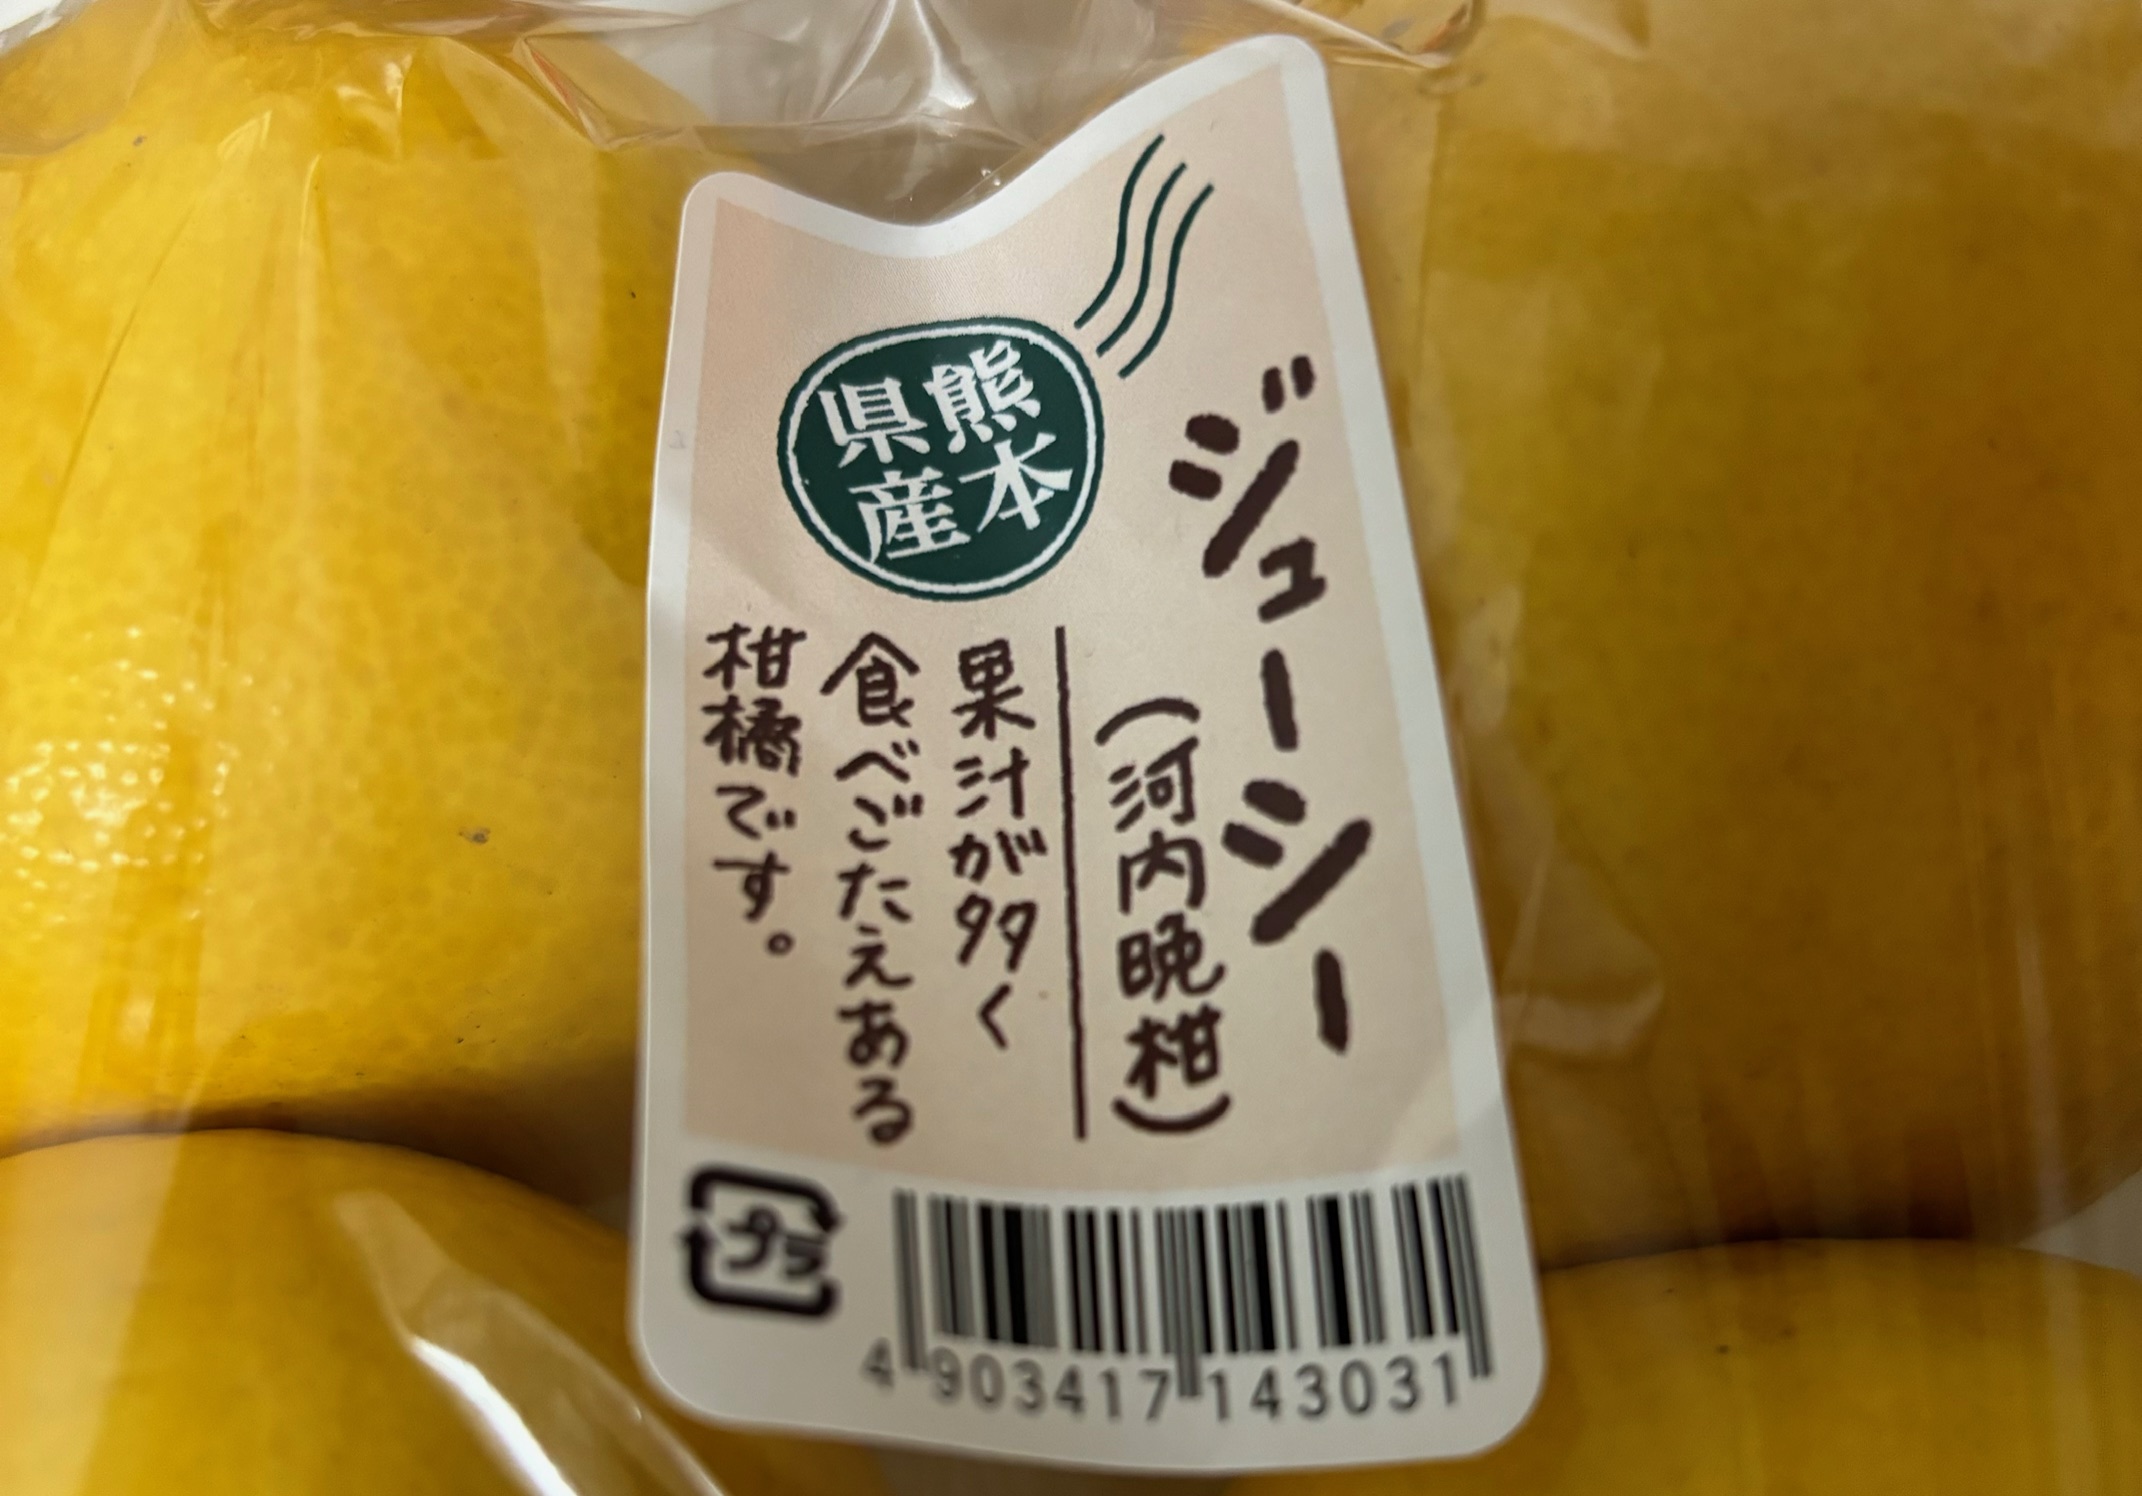 ジューシー
（河内晩柑）
熊本
県産
果汁が多く
食べごたえある
柑橘です。
プラ
4 903417 143031